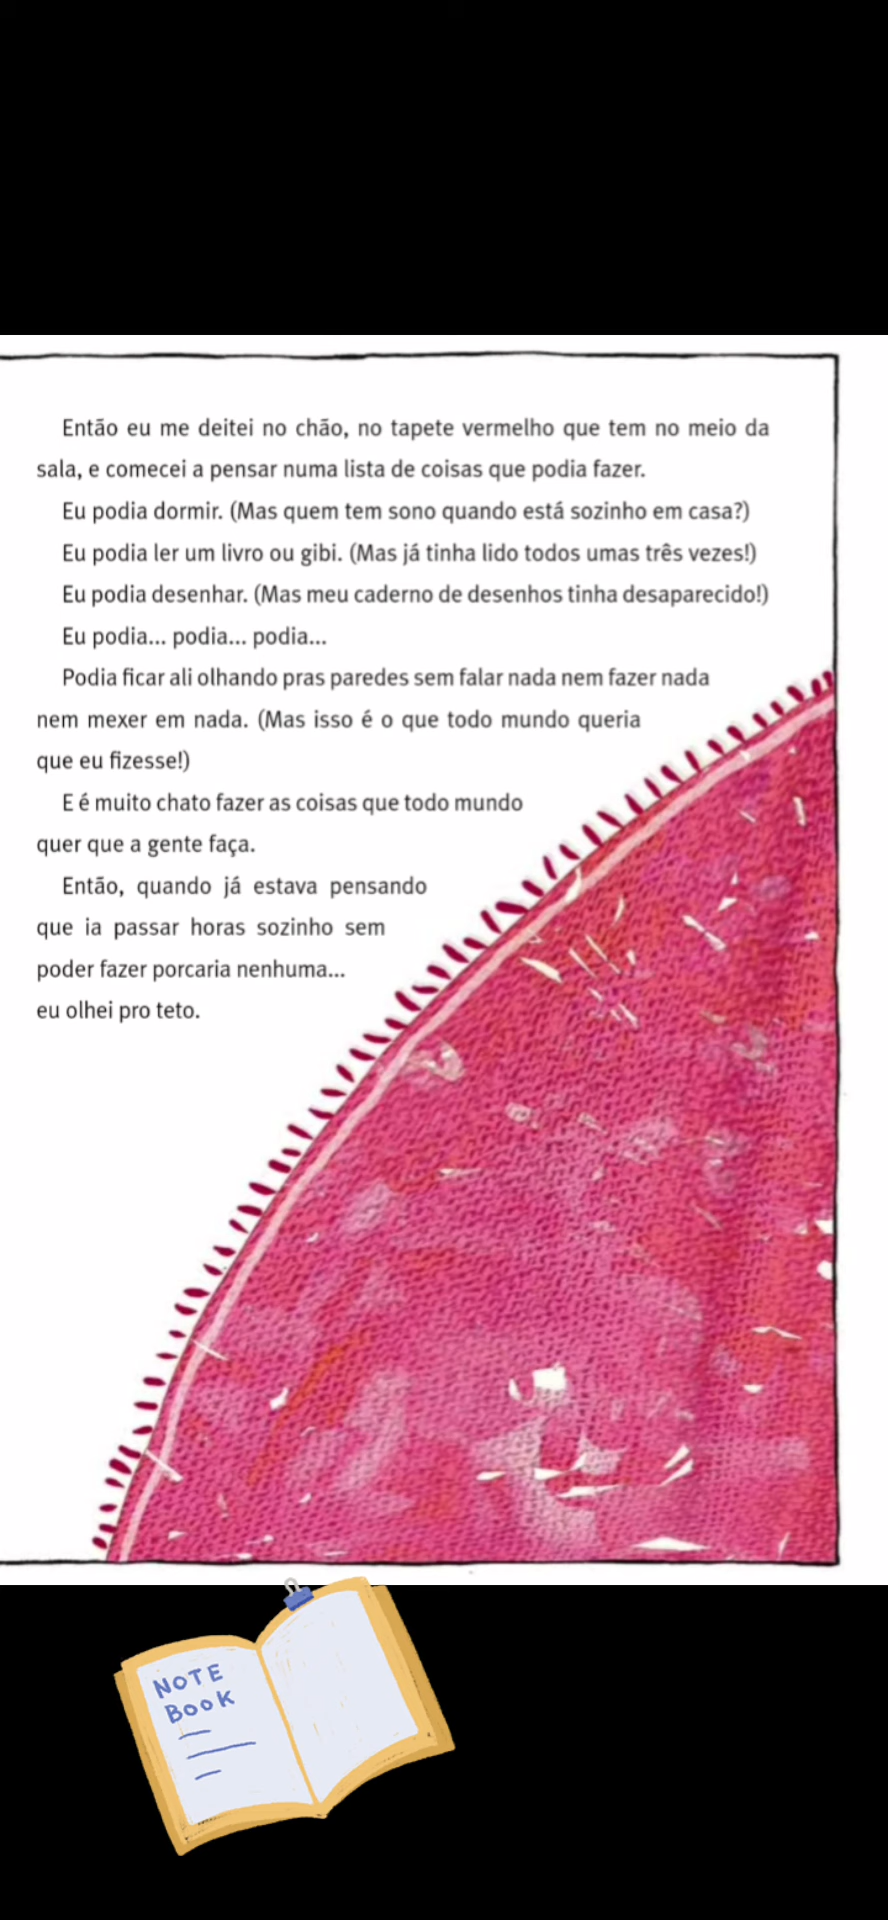 Então eu me deitei no chão, no tapete vermelho que tem no meio da
sala, e comecei a pensar numa lista de coisas que podia fazer.
Eu podia dormir. (Mas quem tem sono quando está sozinho em casa?)
Eu podia ler um livro ou gibi. (Mas já tinha lido todos umas três vezes!)
Eu podia desenhar. (Mas meu caderno de desenhos tinha desaparecido!)
Eu podia... podia... podia...
Podia ficar ali olhando pras paredes sem falar nada nem fazer nada
nem mexer em nada. (Mas isso é o que todo mundo queria
que eu fizesse!)
E é muito chato fazer as coisas que todo mundo
quer que a gente faça.
Então, quando já estava pensando
que ia passar horas sozinho sem
poder fazer porcaria nenhuma...
eu olhei pro teto.
NOTE
BOOK